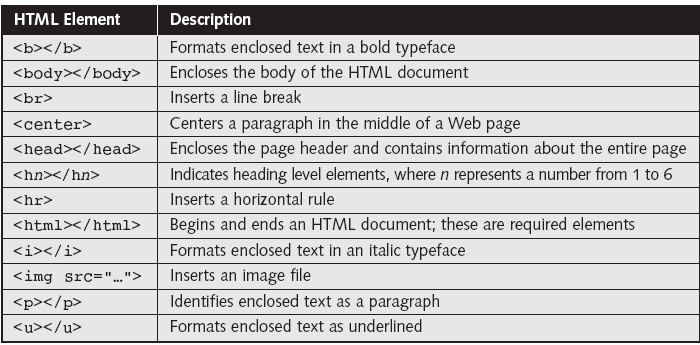 HTML Element Description
<b></b> Formats enclosed text in a bold typeface
<body></body> Encloses the body of the HTML document
<br> Inserts a line break
<center> Centers a paragraph in the middle of a Web page
<head></head> Encloses the page header and contains information about the entire page
<hn></hn> Indicates heading level elements, where n represents a number from 1 to 6
<hr> Inserts a horizontal rule
<html></html> Begins and ends an HTML document; these are required elements
<i></i> Formats enclosed text in an italic typeface
<img src="…"> Inserts an image file
<p></p> Identifies enclosed text as a paragraph
<u></u> Formats enclosed text as underlined